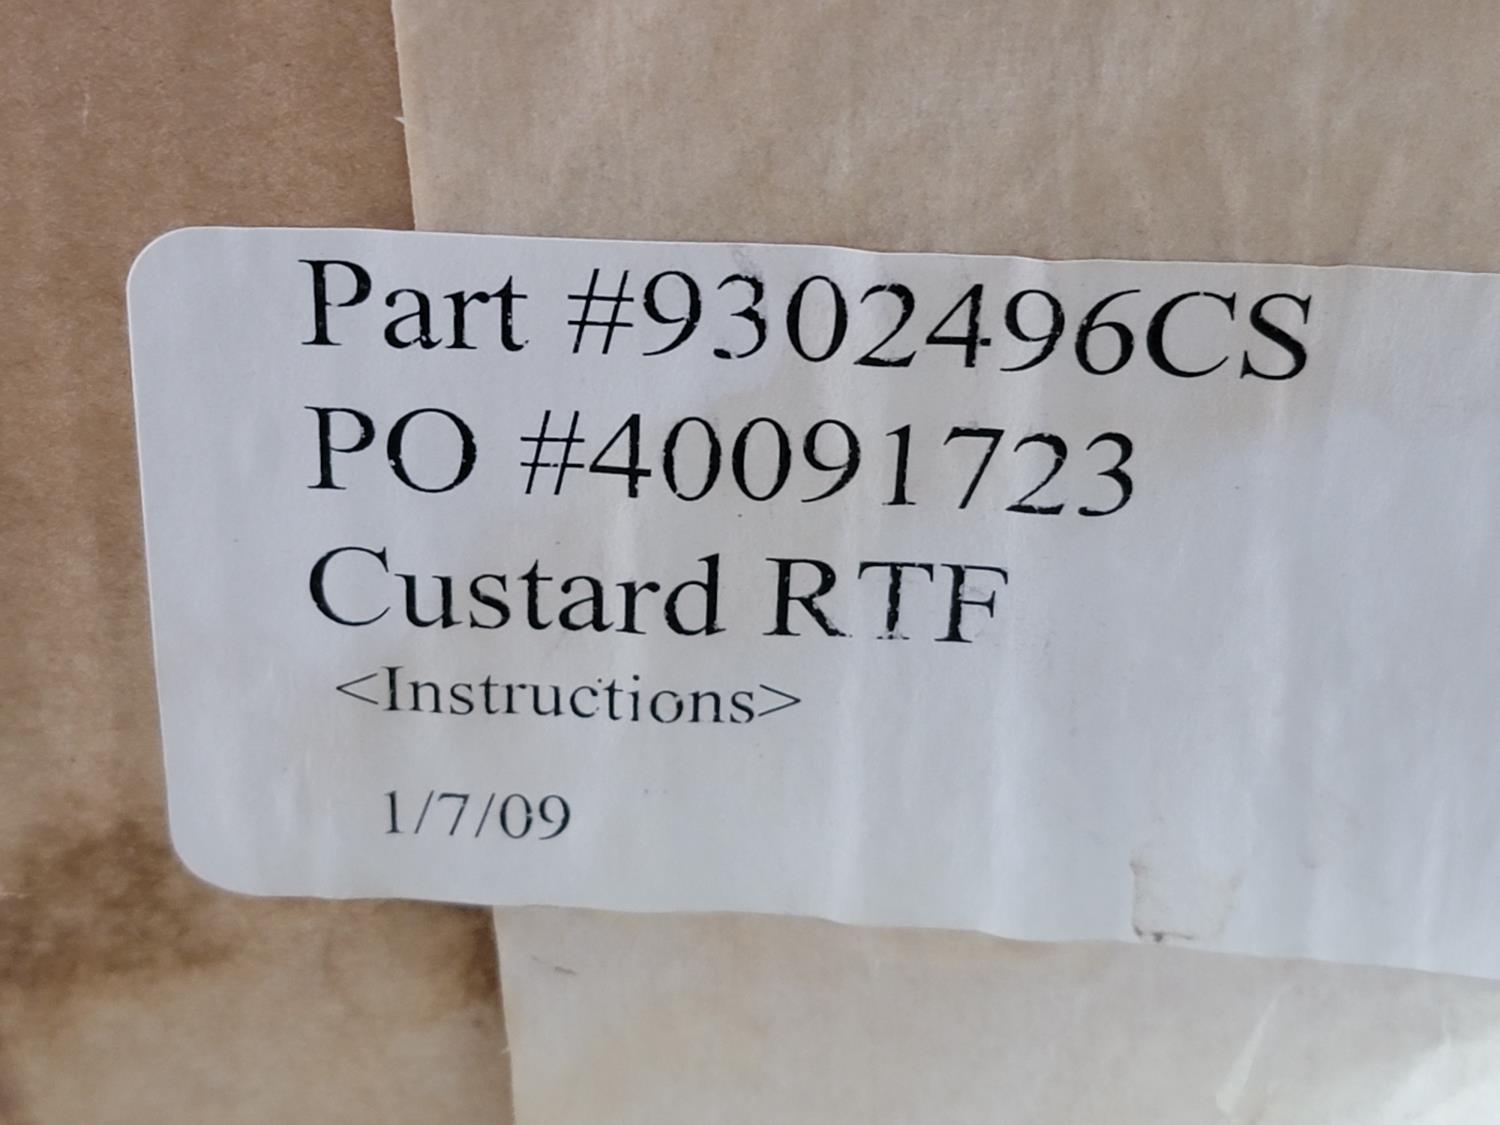 Part #9302496CS
PO #40091723
Custard RTF
<Instructions>
1/7/09